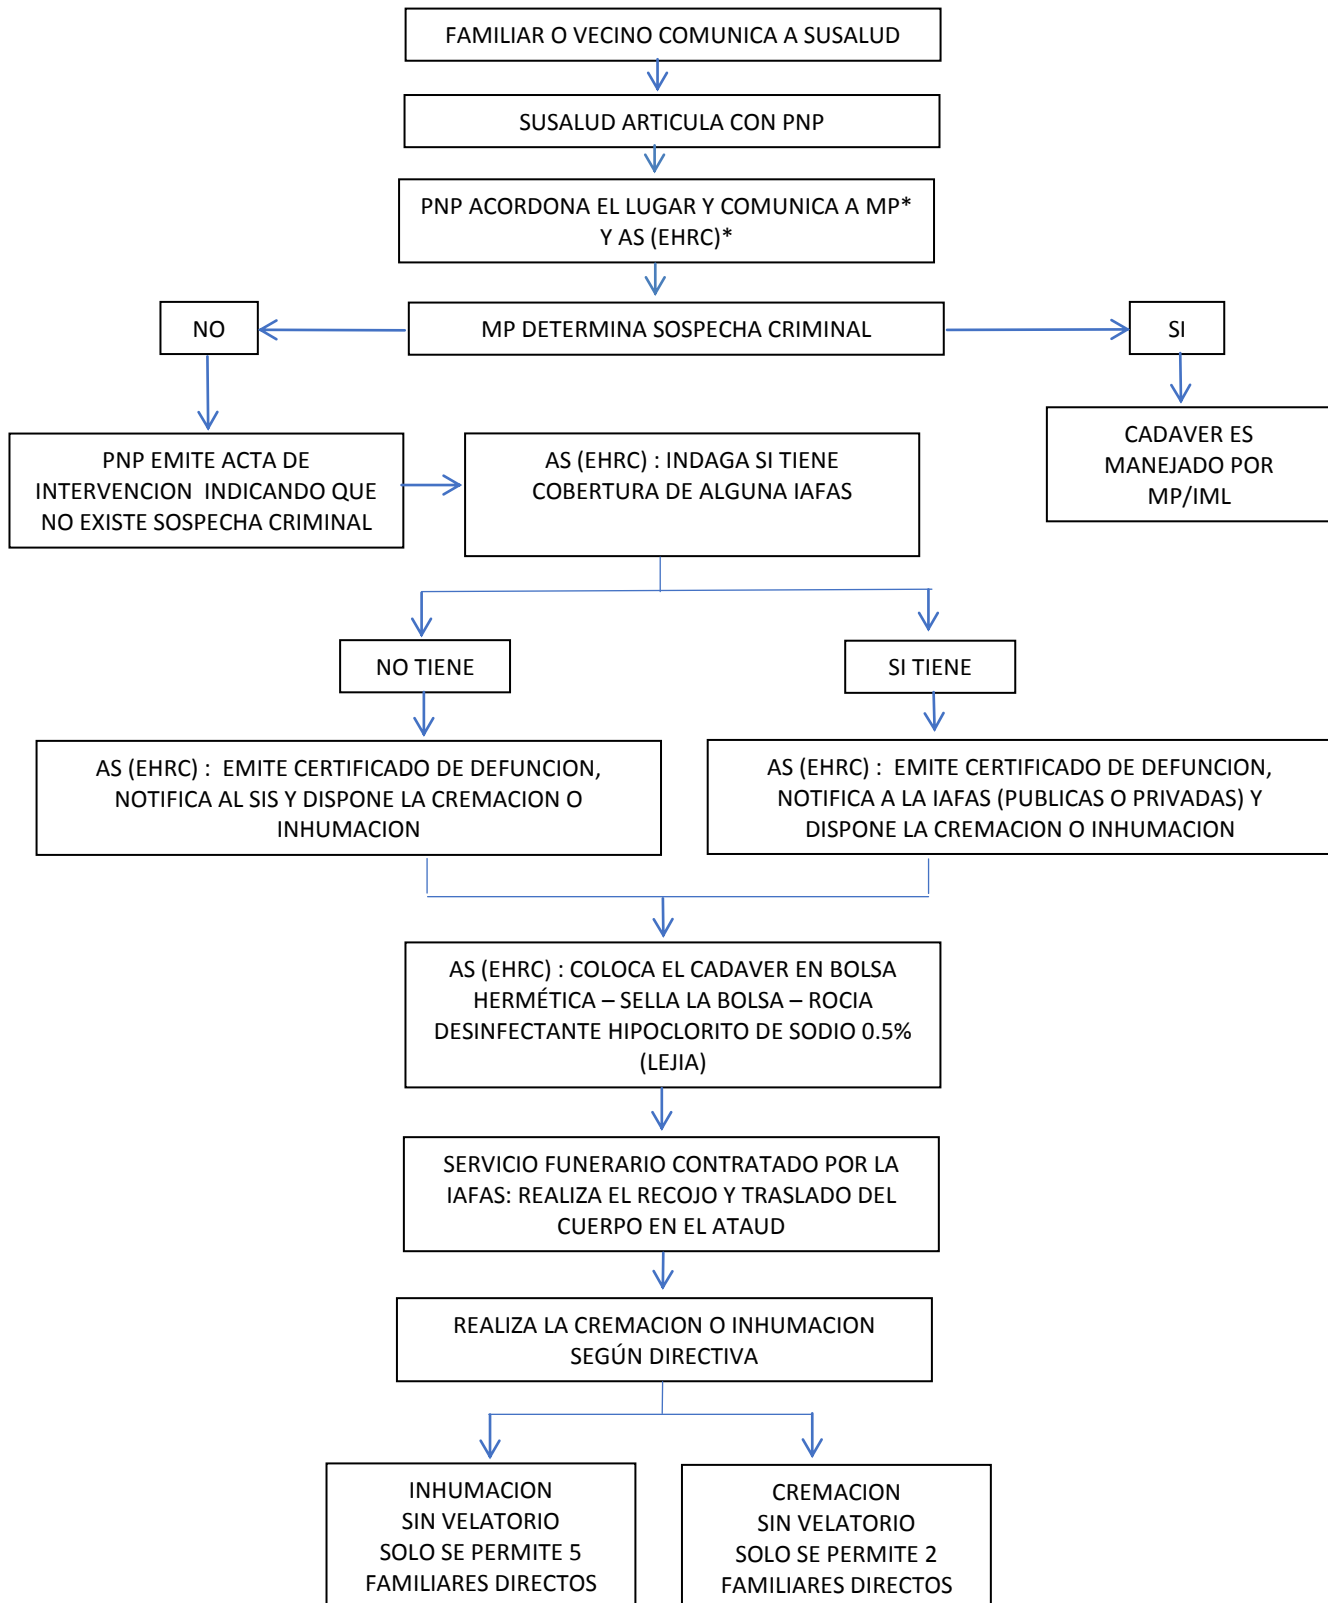 FAMILIAR O VECINO COMUNICA A SUSALUD
SUSALUD ARTICULA CON PNP
PNP ACORDONA EL LUGAR Y COMUNICA A MP*
Y AS (EHRC)*
NO
MP DETERMINA SOSPECHA CRIMINAL
SI
PNP EMITE ACTA DE
INTERVENCION INDICANDO QUE
NO EXISTE SOSPECHA CRIMINAL
AS (EHRC) : INDAGA SI TIENE
COBERTURA DE ALGUNA IAFAS
CADAVER ES
MANEJADO POR
MP/IML
NO TIENE
SI TIENE
AS (EHRC) : EMITE CERTIFICADO DE DEFUNCION,
NOTIFICA AL SIS Y DISPONE LA CREMACION O
INHUMACION
AS (EHRC) : EMITE CERTIFICADO DE DEFUNCION,
NOTIFICA A LA IAFAS (PUBLICAS O PRIVADAS) Y
DISPONE LA CREMACION O INHUMACION
AS (EHRC) : COLOCA EL CADAVER EN BOLSA
HERMÉTICA – SELLA LA BOLSA – ROCIA
DESINFECTANTE HIPOCLORITO DE SODIO 0.5%
(LEJIA)
SERVICIO FUNERARIO CONTRATADO POR LA
IAFAS: REALIZA EL RECOJO Y TRASLADO DEL
CUERPO EN EL ATAUD
REALIZA LA CREMACION O INHUMACION
SEGÚN DIRECTIVA
INHUMACION
SIN VELATORIO
SOLO SE PERMITE 5
FAMILIARES DIRECTOS
CREMACION
SIN VELATORIO
SOLO SE PERMITE 2
FAMILIARES DIRECTOS